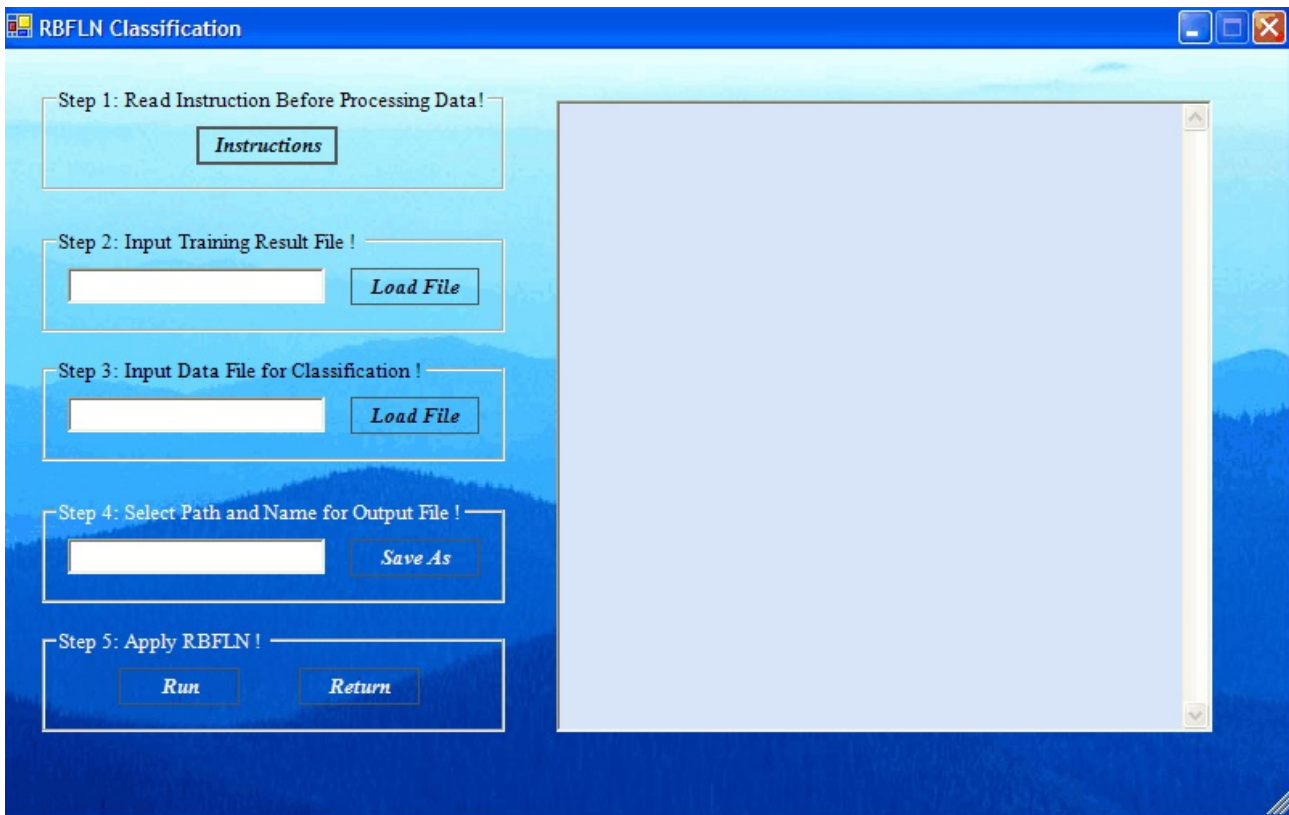 RBFLN Classification
Step 1: Read Instruction Before Processing Data!
Instructions
Step 2: Input Training Result File !
Load File
Step 3: Input Data File for Classification !
Load File
Step 4: Select Path and Name for Output File !
Save As
Step 5: Apply RBFLN !
Run Return